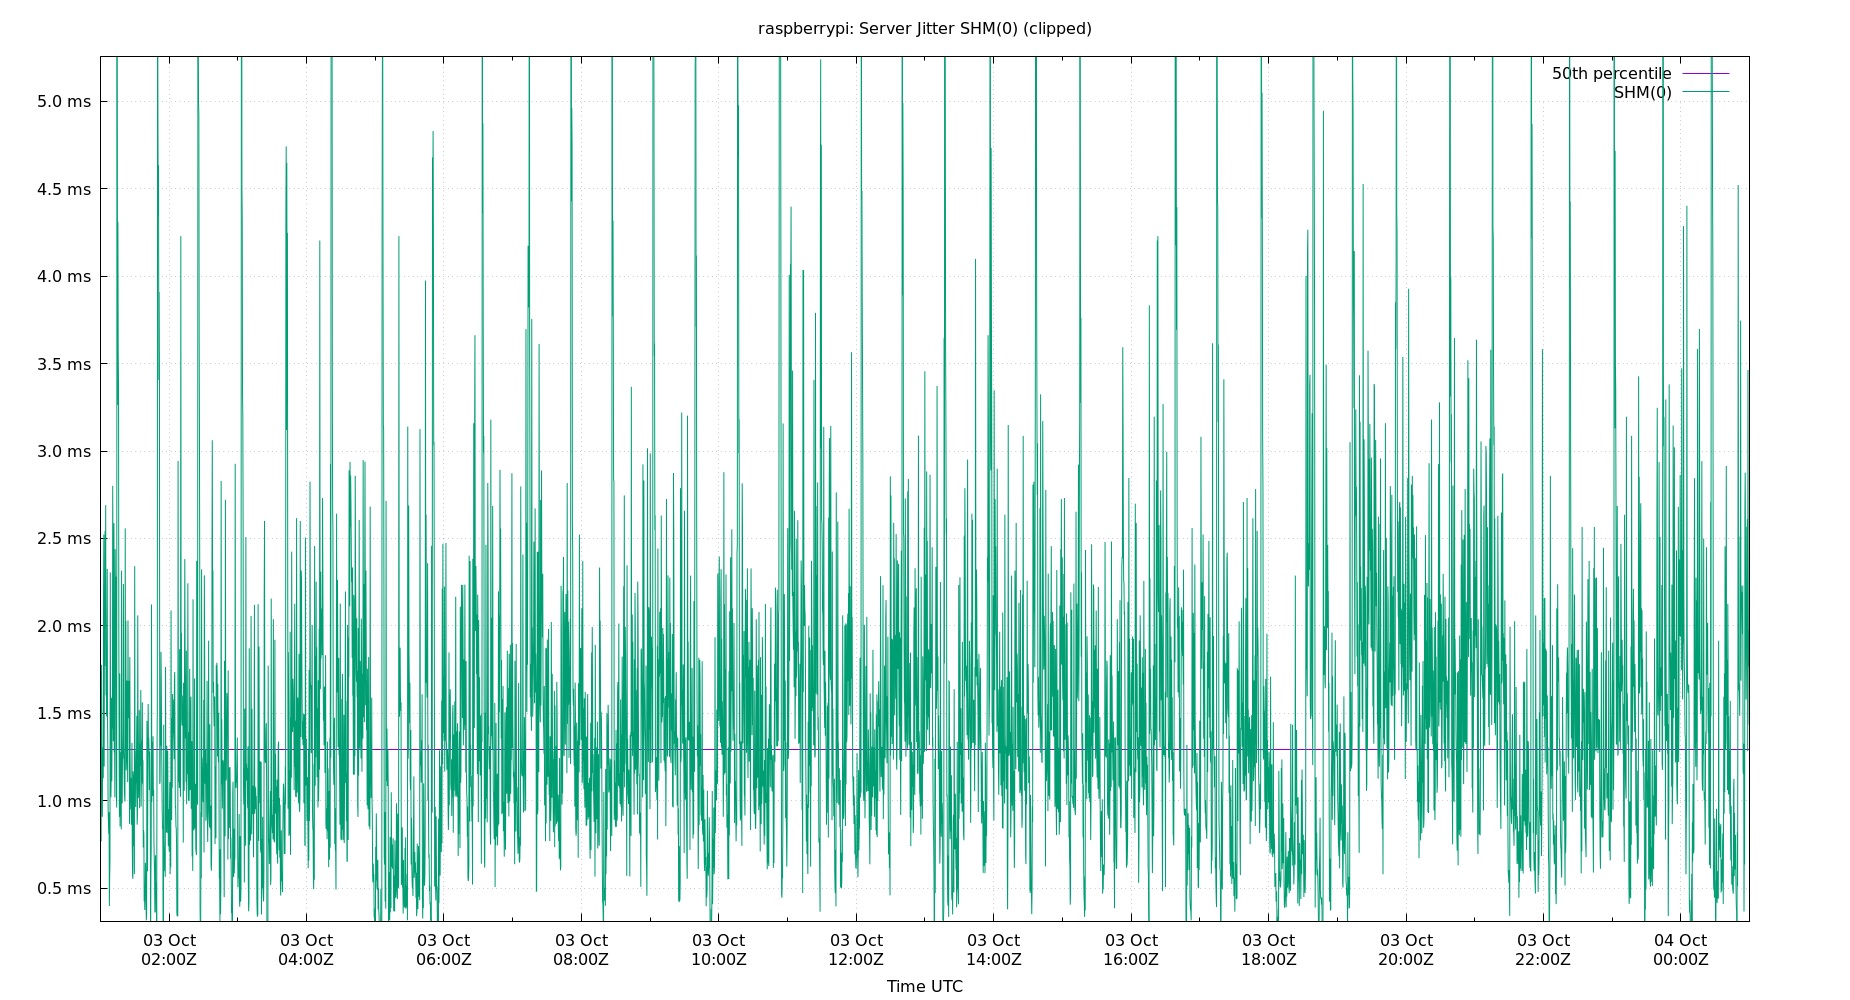 raspberrypi: Server Jitter SHM(0) (clipped)
50th percentile
SHM(0)
5.0 ms
4.5 ms
4.0 ms
3.5 ms
3.0 ms
2.5 ms
2.0 ms
1.5 ms
1.0 ms
0.5 ms
03 Oct 03 Oct 03 Oct 03 Oct 03 Oct 03 Oct 03 Oct 03 Oct 03 Oct 03 Oct 03 Oct 04 Oct
02:00Z 04:00Z 06:00Z 08:00Z 10:00Z 12:00Z 14:00Z 16:00Z 18:00Z 20:00Z 22:00Z 00:00Z
Time UTC